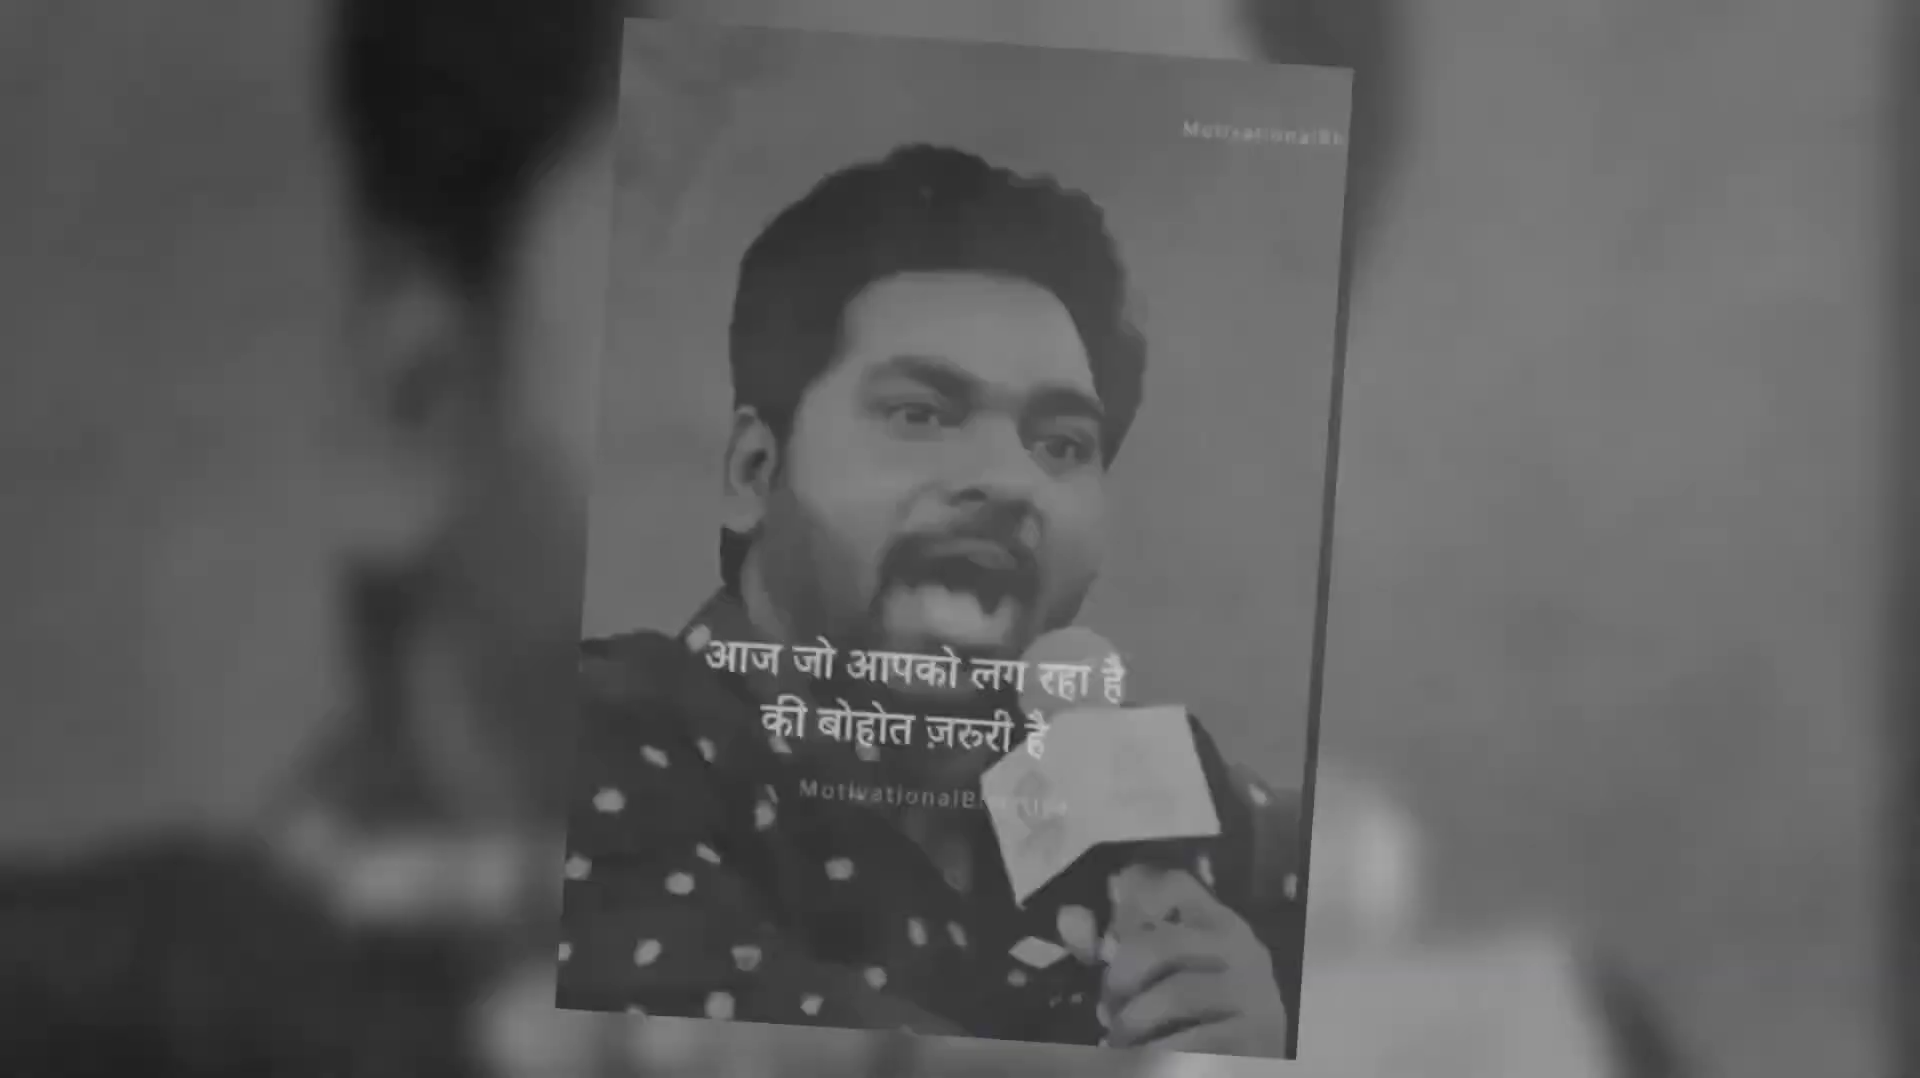 आज जो आपको लग रहा है
की बोहोत ज़रुरी है